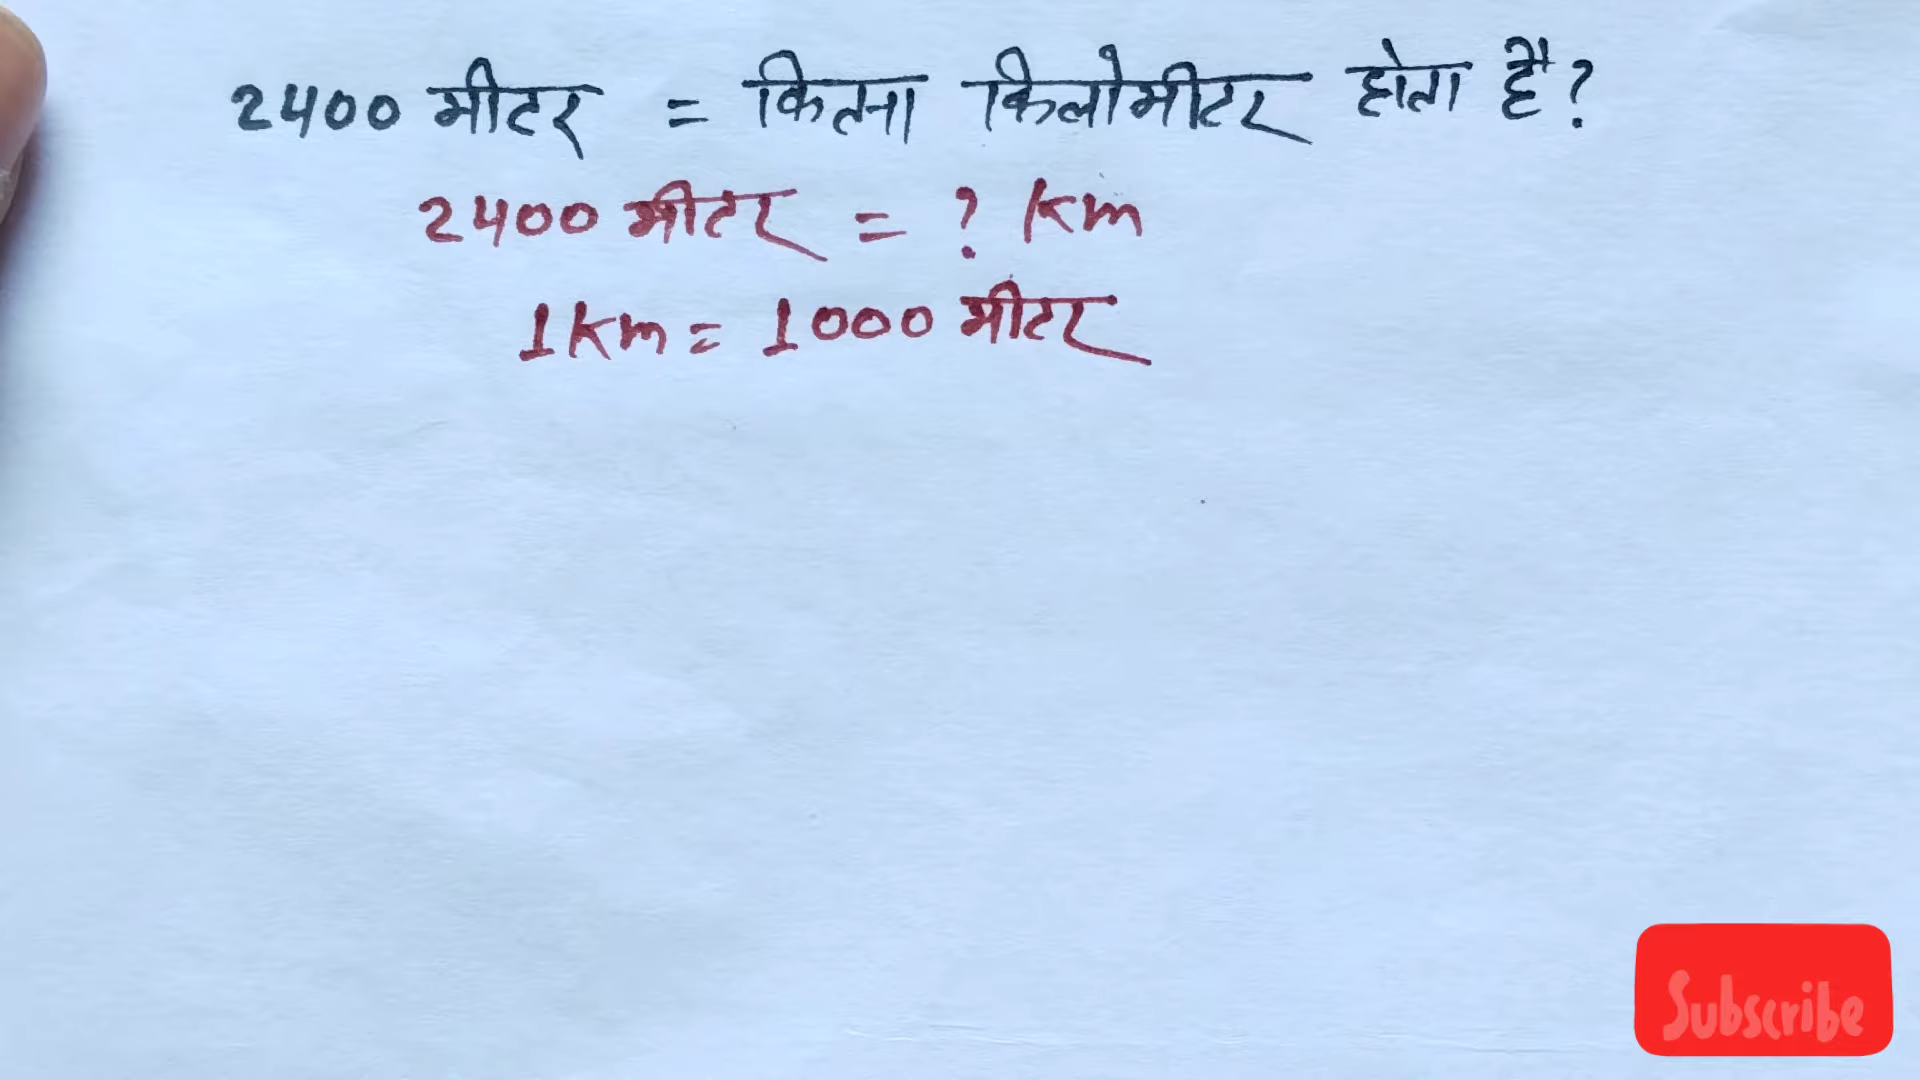 2400 मीटर = कितना किलोमीटर होता है?
2400 मीटर = ? Km
1Km = 1000 मीटर
Subscribe